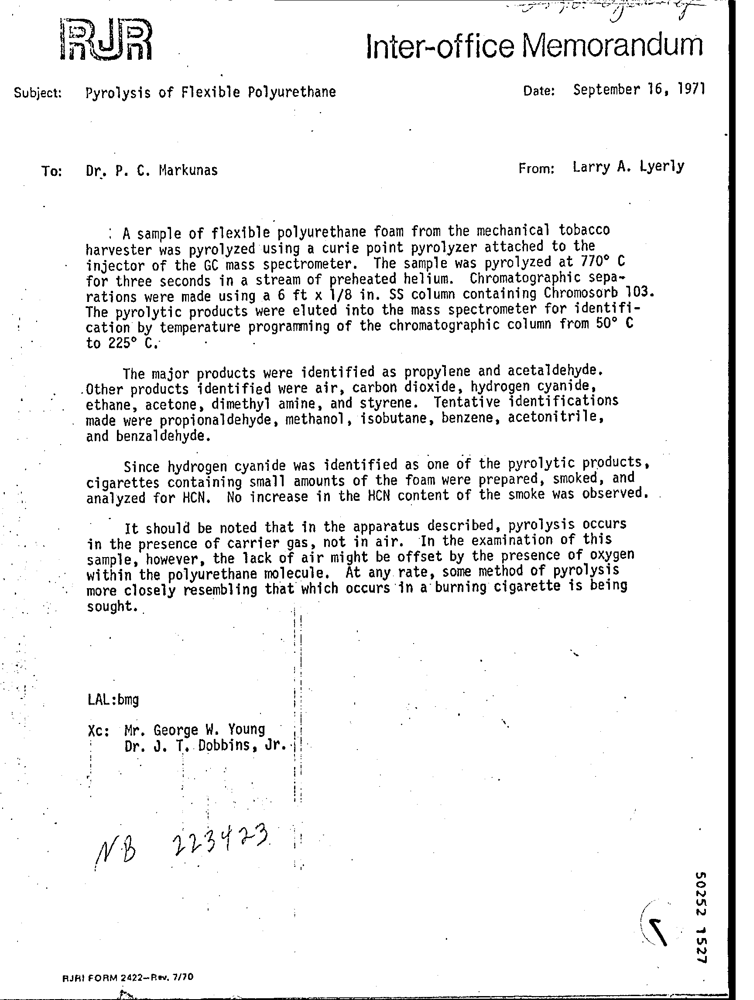 RJR
Inter-office Memorandum
Subject: Pyrolysis of Flexible Polyurethane
Date: September 16, 1971
To: Dr. P. C. Markunas
From: Larry A. Lyerly
A sample of flexible polyurethane foam from the mechanical tobacco
harvester was pyrolyzed using a curie point pyrolyzer attached to the
injector of the GC mass spectrometer. The sample was pyrolyzed at 770° C
for three seconds in a stream of preheated helium. Chromatographic sepa-
rations were made using a 6 ft x 1/8 in. SS column containing Chromosorb 103.
The pyrolytic products were eluted into the mass spectrometer for identifi-
cation by temperature programming of the chromatographic column from 50° C
to 225° C.
The major products were identified as propylene and acetaldehyde.
Other products identified were air, carbon dioxide, hydrogen cyanide,
ethane, acetone, dimethyl amine, and styrene. Tentative identifications
made were propionaldehyde, methanol, isobutane, benzene, acetonitrile,
and benzaldehyde.
Since hydrogen cyanide was identified as one of the pyrolytic products,
cigarettes containing small amounts of the foam were prepared, smoked, and
analyzed for HCN. No increase in the HCN content of the smoke was observed.
It should be noted that in the apparatus described, pyrolysis occurs
in the presence of carrier gas, not in air. In the examination of this
sample, however, the lack of air might be offset by the presence of oxygen
within the polyurethane molecule. At any rate, some method of pyrolysis
more closely resembling that which occurs in a burning cigarette is being
sought.
LAL:bmg
Xc: Mr. George W. Young
Dr. J. T. Dobbins, Jr.
NB 223423
50252 1527
RJRI FORM 2422—Rev. 7/70